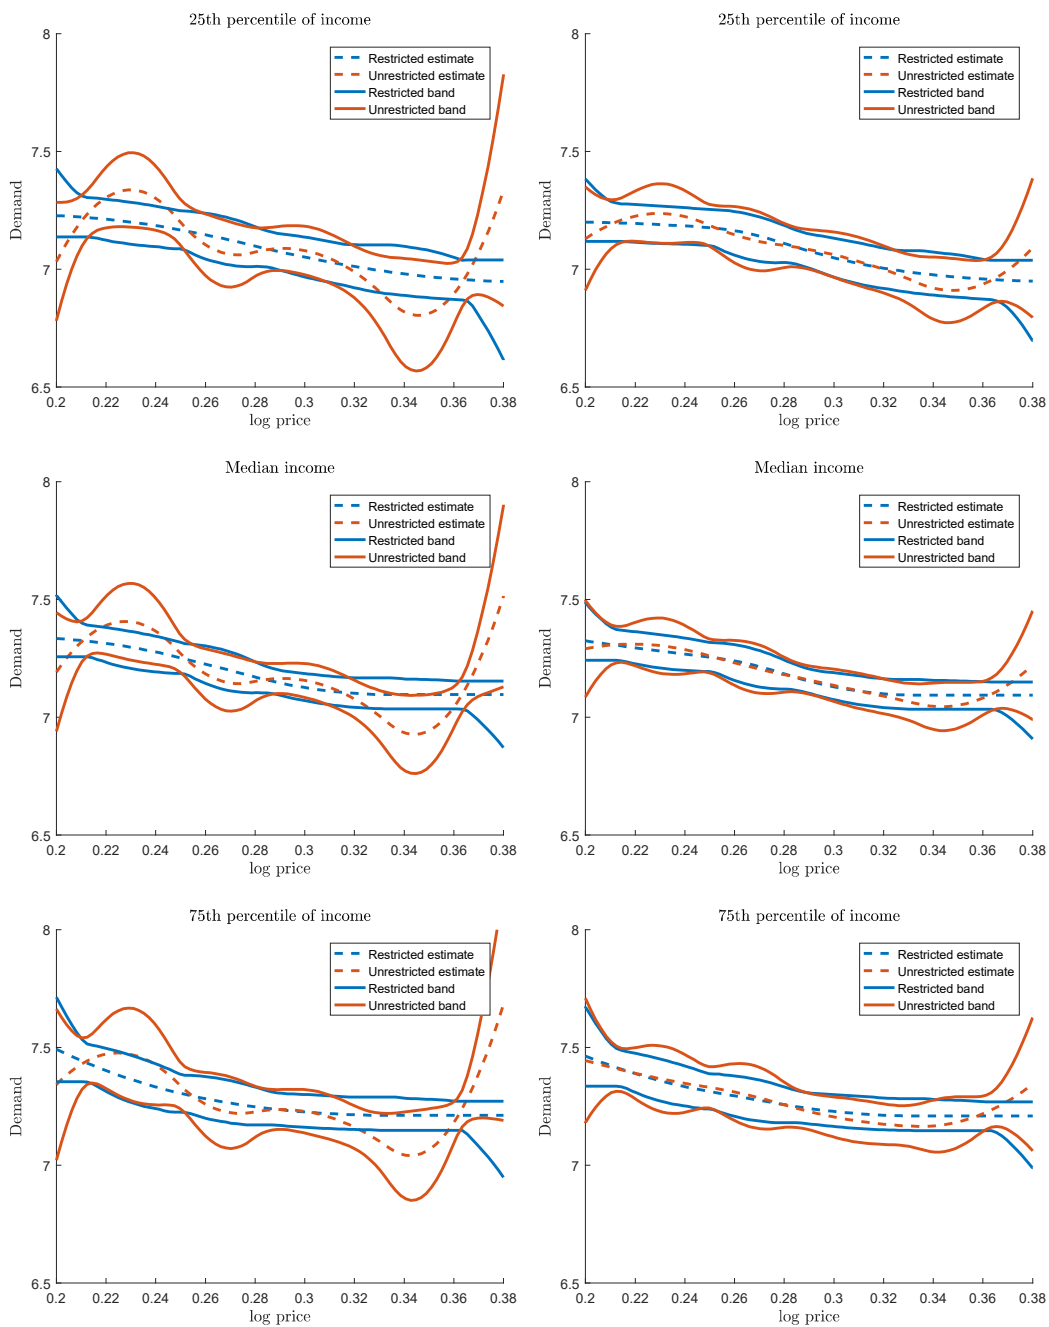 25th percentile of income
8
7.5
7
6.5
Demand
Restricted estimate
Unrestricted estimate
Restricted band
Unrestricted band
0.2 0.22 0.24 0.26 0.28 0.3 0.32 0.34 0.36 0.38
log price
25th percentile of income
8
7.5
7
6.5
Demand
Restricted estimate
Unrestricted estimate
Restricted band
Unrestricted band
0.2 0.22 0.24 0.26 0.28 0.3 0.32 0.34 0.36 0.38
log price
Median income
8
7.5
7
6.5
Demand
Restricted estimate
Unrestricted estimate
Restricted band
Unrestricted band
0.2 0.22 0.24 0.26 0.28 0.3 0.32 0.34 0.36 0.38
log price
Median income
8
7.5
7
6.5
Demand
Restricted estimate
Unrestricted estimate
Restricted band
Unrestricted band
0.2 0.22 0.24 0.26 0.28 0.3 0.32 0.34 0.36 0.38
log price
75th percentile of income
8
7.5
7
6.5
Demand
Restricted estimate
Unrestricted estimate
Restricted band
Unrestricted band
0.2 0.22 0.24 0.26 0.28 0.3 0.32 0.34 0.36 0.38
log price
75th percentile of income
8
7.5
7
6.5
Demand
Restricted estimate
Unrestricted estimate
Restricted band
Unrestricted band
0.2 0.22 0.24 0.26 0.28 0.3 0.32 0.34 0.36 0.38
log price